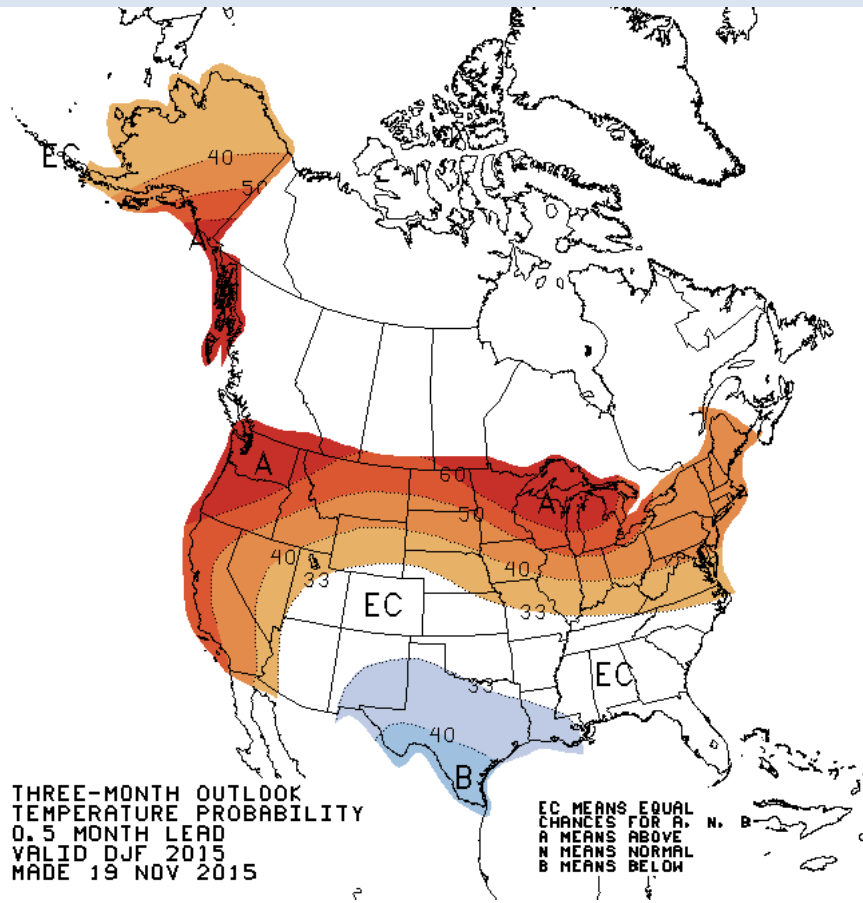 EC
40
50
A
A
60
A
50
40
40
33
33
EC
EC
33
40
B
THREE-MONTH OUTLOOK
TEMPERATURE PROBABILITY
0.5 MONTH LEAD
VALID DJF 2015
MADE 19 NOV 2015
EC MEANS EQUAL
CHANCES FOR A, N, B
A MEANS ABOVE
N MEANS NORMAL
B MEANS BELOW